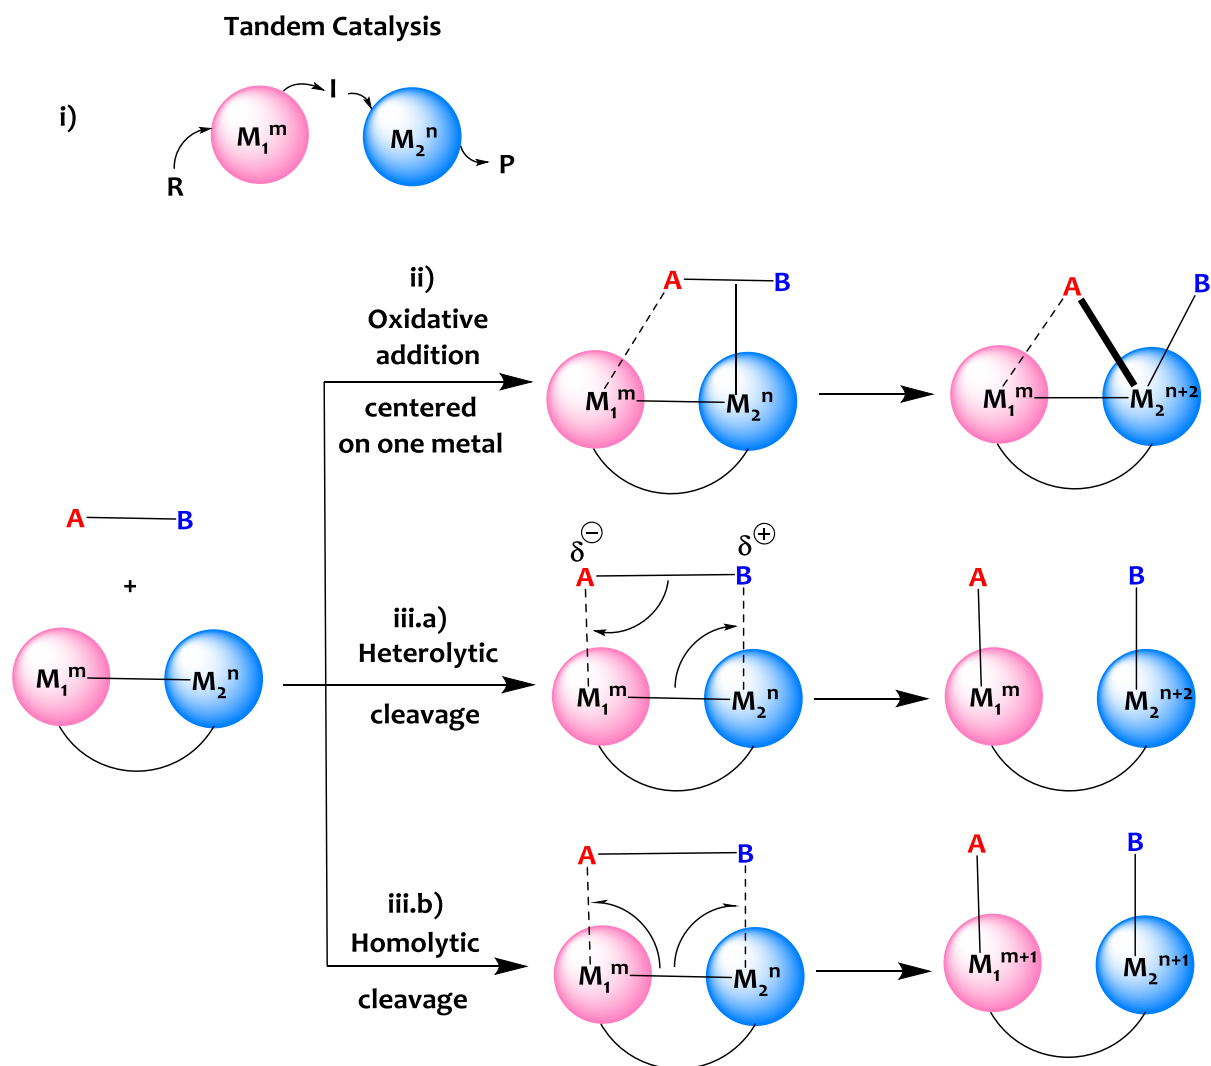 Tandem Catalysis
i)
R
M₁ᵐ
I
M₂ⁿ
P
A
B
+
M₁ᵐ
M₂ⁿ
ii)
Oxidative
addition
centered
on one metal
A
B
M₁ᵐ
M₂ⁿ
A
B
M₁ᵐ
M₂ⁿ⁺²
iii.a)
Heterolytic
cleavage
δ⊖
δ⊕
A
B
M₁ᵐ
M₂ⁿ
A
B
M₁ᵐ
M₂ⁿ⁺²
iii.b)
Homolytic
cleavage
A
B
M₁ᵐ
M₂ⁿ
A
B
M₁ᵐ⁺¹
M₂ⁿ⁺¹